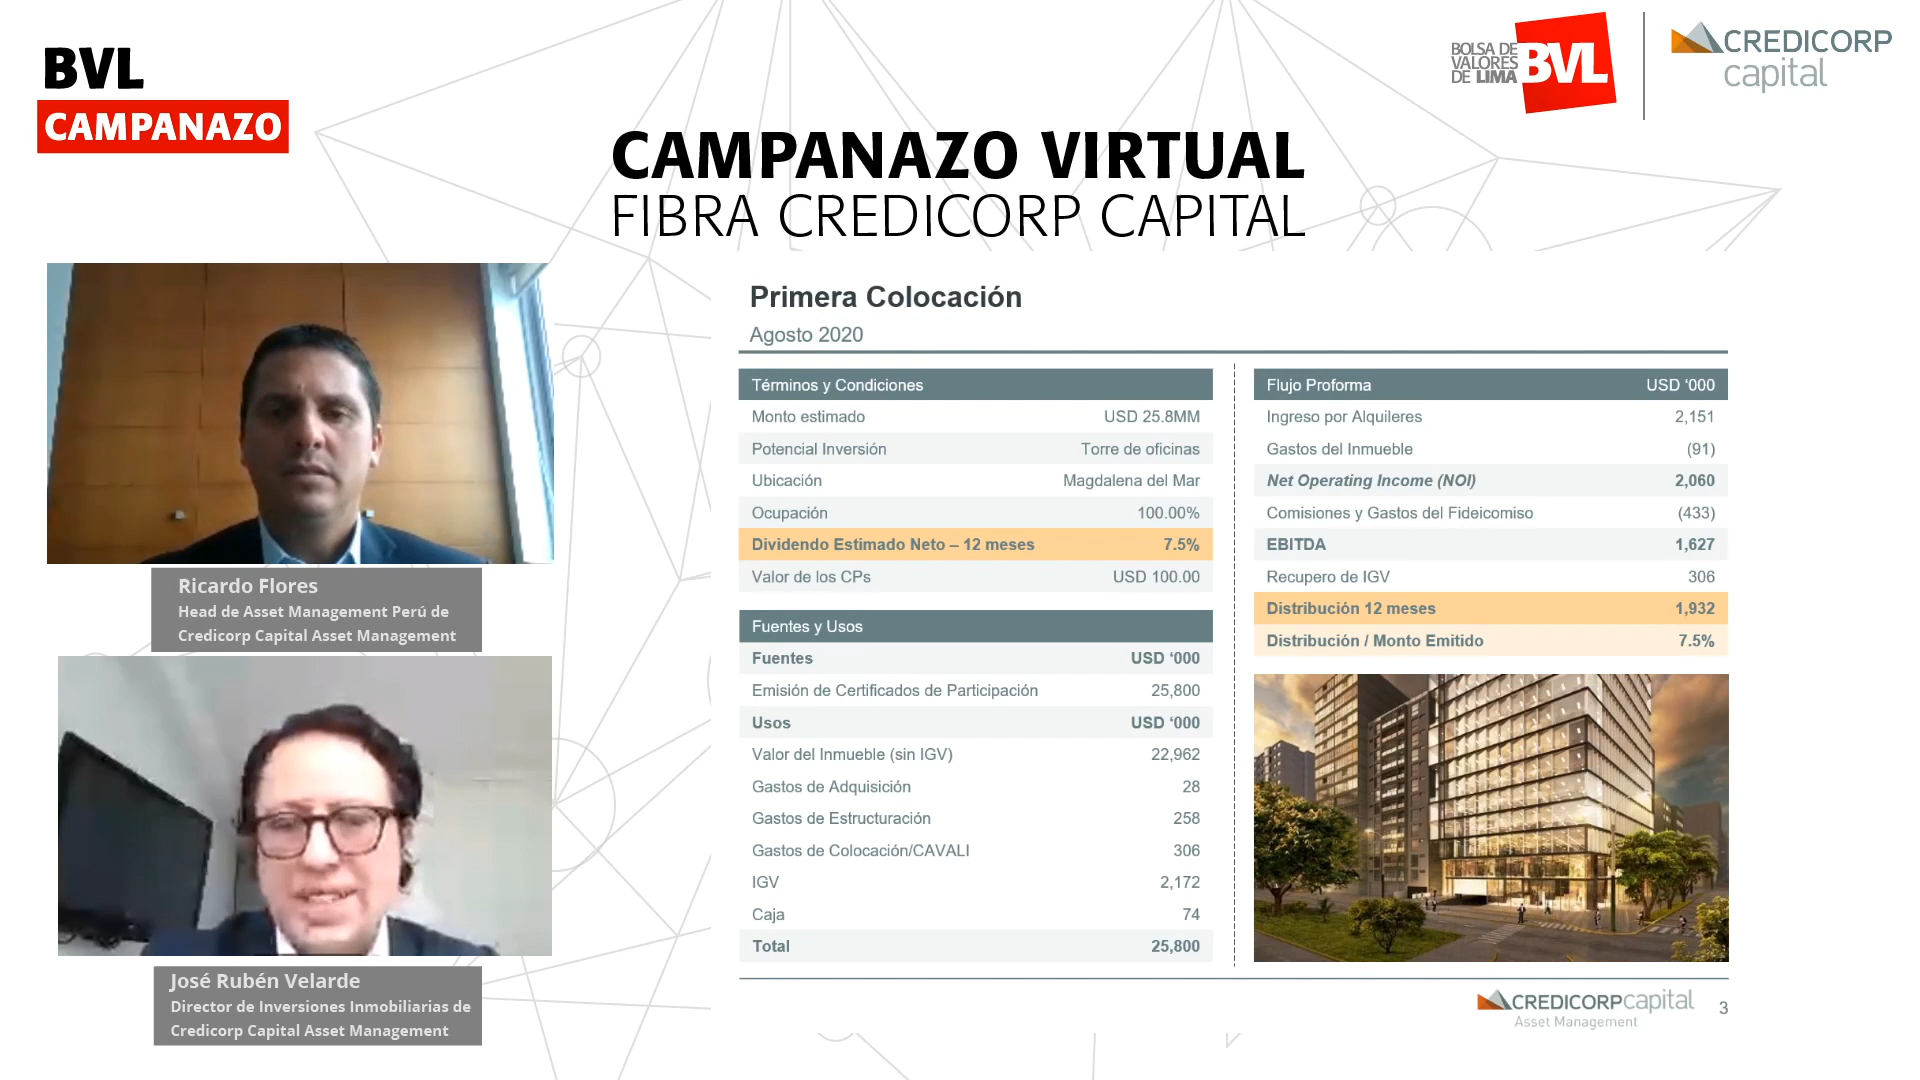 BVL
CAMPANAZO
BOLSA DE
VALORES
DE LIMA
BVL
CREDICORP
capital
CAMPANAZO VIRTUAL
FIBRA CREDICORP CAPITAL
Ricardo Flores
Head de Asset Management Perú de
Credicorp Capital Asset Management
José Rubén Velarde
Director de Inversiones Inmobiliarias de
Credicorp Capital Asset Management
Primera Colocación
Agosto 2020
Términos y Condiciones
Monto estimado USD 25.8MM
Potencial Inversión Torre de oficinas
Ubicación Magdalena del Mar
Ocupación 100.00%
Dividendo Estimado Neto – 12 meses 7.5%
Valor de los CPs USD 100.00
Fuentes y Usos
Fuentes USD ‘000
Emisión de Certificados de Participación 25,800
Usos USD ‘000
Valor del Inmueble (sin IGV) 22,962
Gastos de Adquisición 28
Gastos de Estructuración 258
Gastos de Colocación/CAVALI 306
IGV 2,172
Caja 74
Total 25,800
Flujo Proforma USD ‘000
Ingreso por Alquileres 2,151
Gastos del Inmueble (91)
Net Operating Income (NOI) 2,060
Comisiones y Gastos del Fideicomiso (433)
EBITDA 1,627
Recupero de IGV 306
Distribución 12 meses 1,932
Distribución / Monto Emitido 7.5%
CREDICORPcapital
Asset Management
3